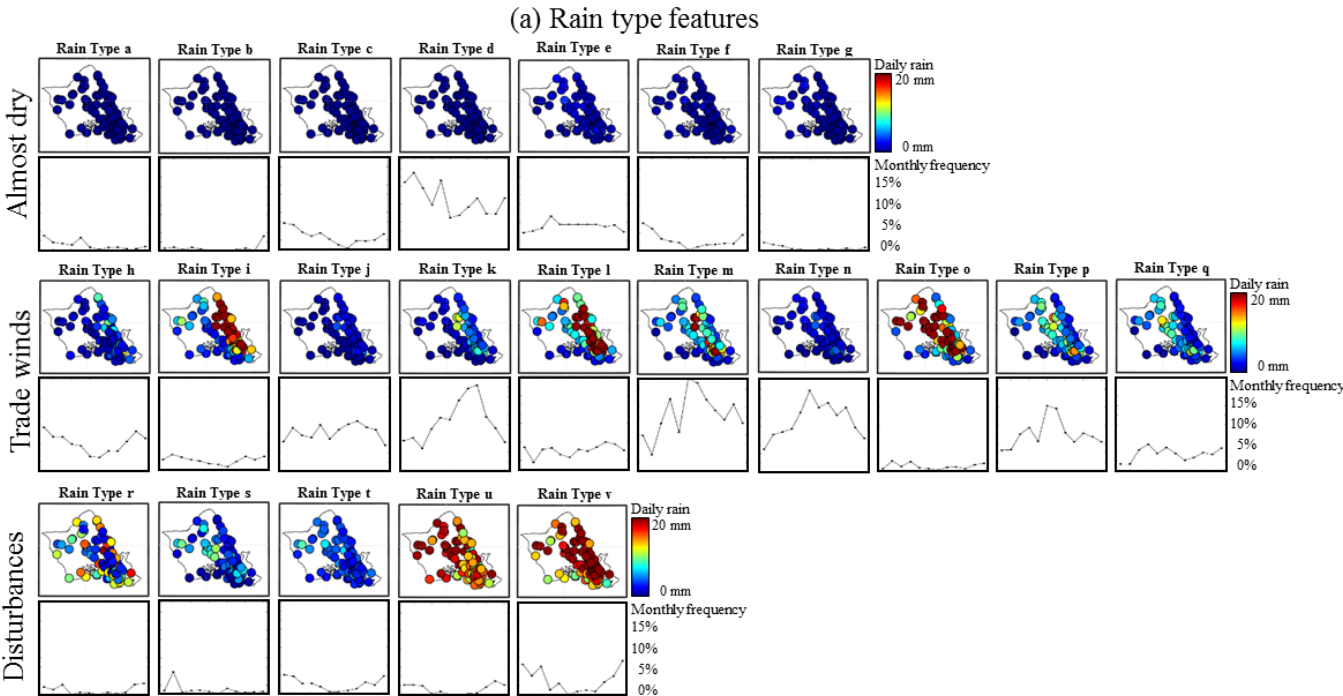 (a) Rain type features
Almost dry
Rain Type a Rain Type b Rain Type c Rain Type d Rain Type e Rain Type f Rain Type g
Daily rain
20 mm
0 mm
Monthly frequency
15%
10%
5%
0%
Trade winds
Rain Type h Rain Type i Rain Type j Rain Type k Rain Type l Rain Type m Rain Type n Rain Type o Rain Type p Rain Type q
Daily rain
20 mm
0 mm
Monthly frequency
15%
10%
5%
0%
Disturbances
Rain Type r Rain Type s Rain Type t Rain Type u Rain Type v
Daily rain
20 mm
0 mm
Monthly frequency
15%
10%
5%
0%